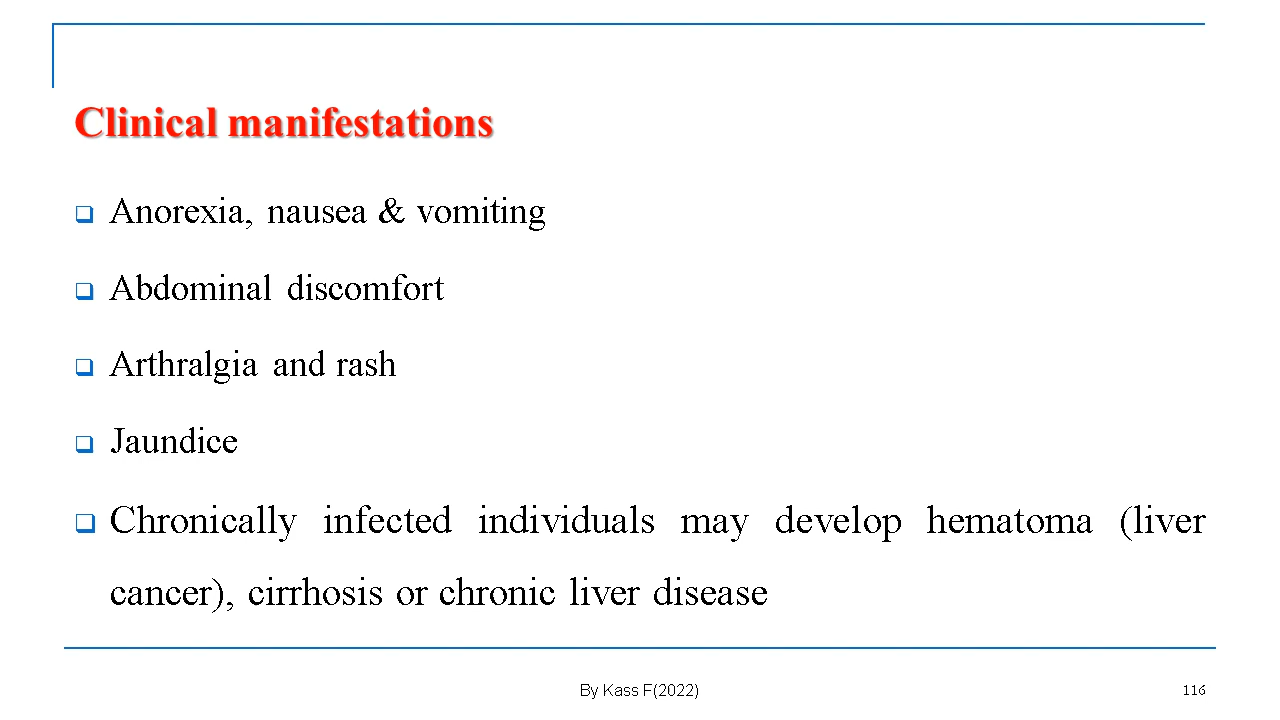 Clinical manifestations
❑ Anorexia, nausea & vomiting
❑ Abdominal discomfort
❑ Arthralgia and rash
❑ Jaundice
❑ Chronically infected individuals may develop hematoma (liver
cancer), cirrhosis or chronic liver disease
By Kass F(2022)
116